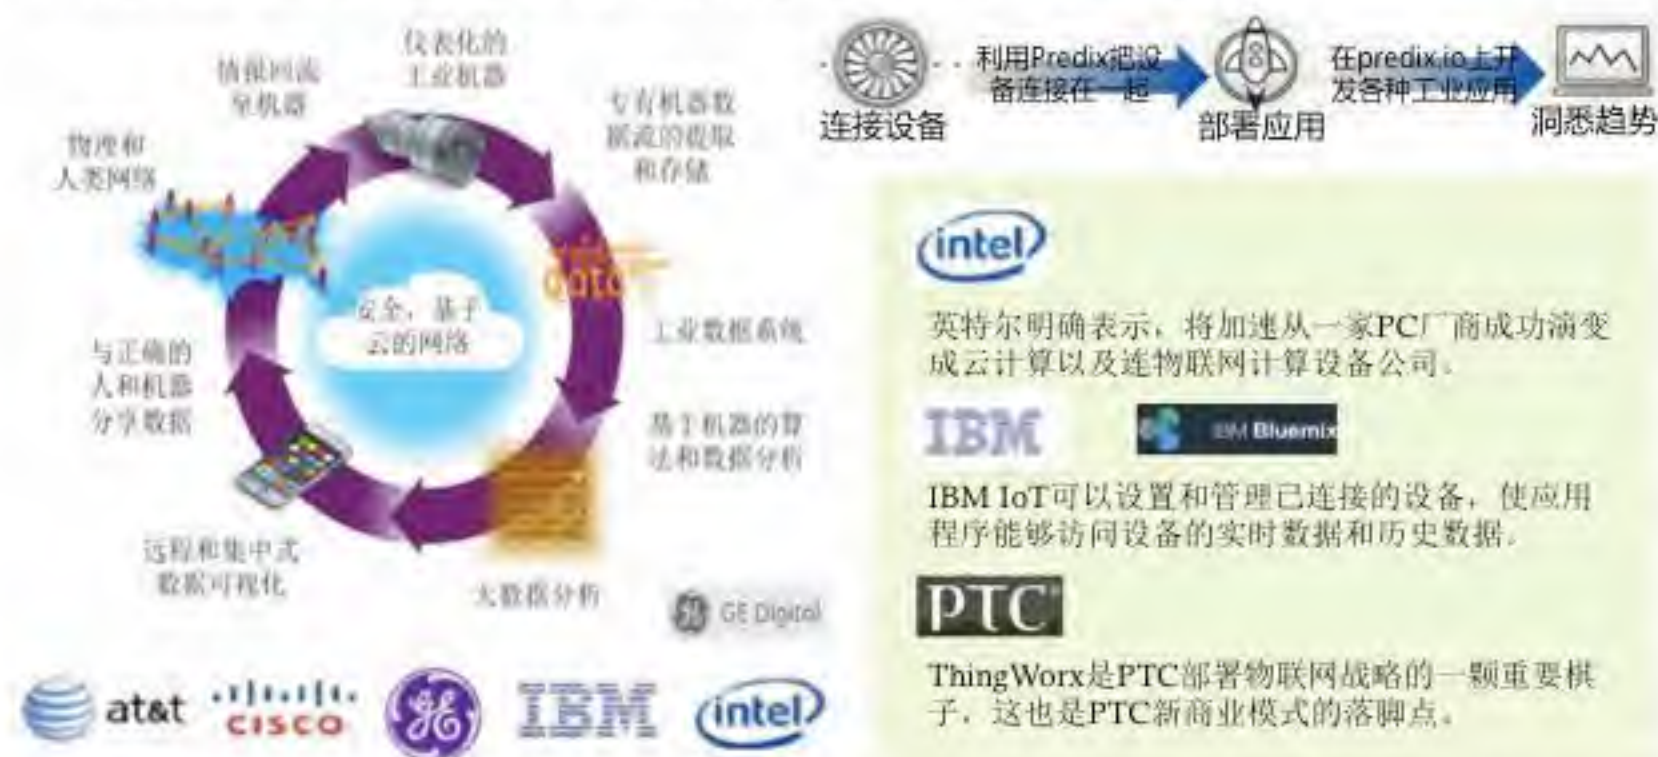 仪表化的
工业机器
情报回流
至机器
专有机器数
据流的提取
和存储
物理和
人类网络
data
安全，基于
云的网络
工业数据系统
与正确的
人和机器
分享数据
基于机器的算
法和数据分析
远程和集中式
数据可视化
大数据分析
GE Digital
at&t
CISCO
GE
IBM
intel
连接设备
利用Predix把设
备连接在一起
部署应用
在predix.io上开
发各种工业应用
洞悉趋势
intel
英特尔明确表示，将加速从一家PC厂商成功演变
成云计算以及连物联网计算设备公司。
IBM
IBM Bluemix
IBM IoT可以设置和管理已连接的设备，使应用
程序能够访问设备的实时数据和历史数据。
PTC
ThingWorx是PTC部署物联网战略的一颗重要棋
子，这也是PTC新商业模式的落脚点。